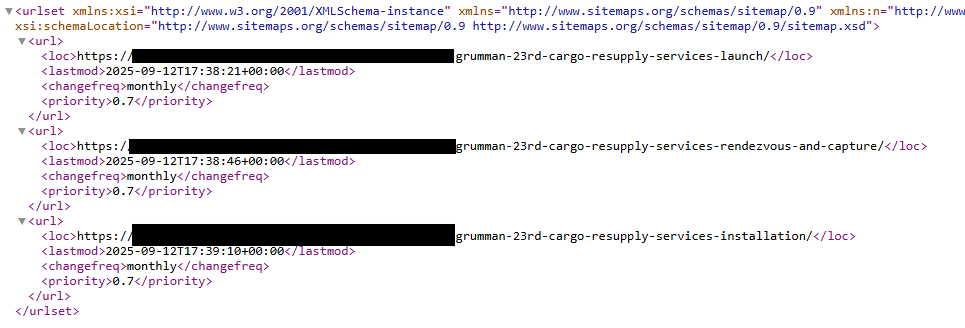 <urlset xmlns:xsi="http://www.w3.org/2001/XMLSchema-instance" xmlns="http://www.sitemaps.org/schemas/sitemap/0.9" xmlns:n="http://www
xsi:schemaLocation="http://www.sitemaps.org/schemas/sitemap/0.9 http://www.sitemaps.org/schemas/sitemap/0.9/sitemap.xsd">
<url>
<loc>https://grumman-23rd-cargo-resupply-services-launch/</loc>
<lastmod>2025-09-12T17:38:21+00:00</lastmod>
<changefreq>monthly</changefreq>
<priority>0.7</priority>
</url>
<url>
<loc>https://grumman-23rd-cargo-resupply-services-rendezvous-and-capture/</loc>
<lastmod>2025-09-12T17:38:46+00:00</lastmod>
<changefreq>monthly</changefreq>
<priority>0.7</priority>
</url>
<url>
<loc>https://grumman-23rd-cargo-resupply-services-installation/</loc>
<lastmod>2025-09-12T17:39:10+00:00</lastmod>
<changefreq>monthly</changefreq>
<priority>0.7</priority>
</url>
</urlset>